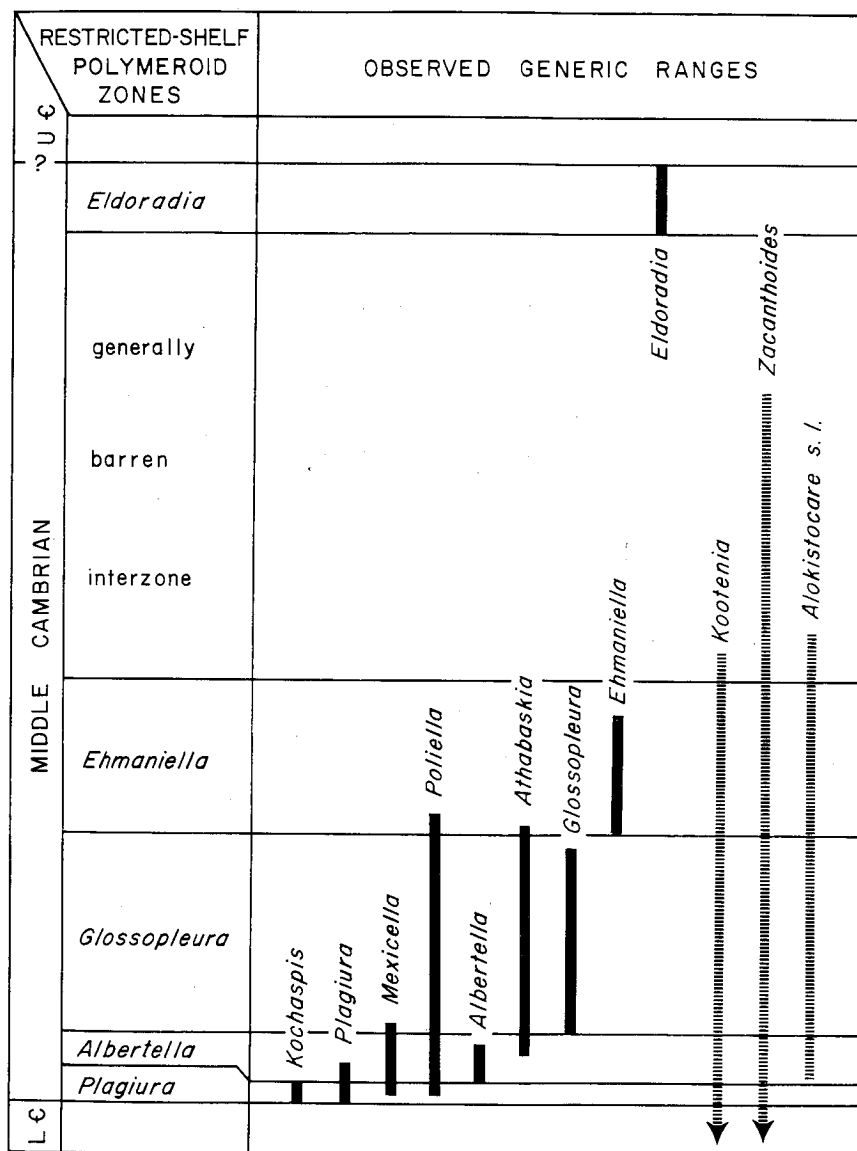 RESTRICTED-SHELF
POLYMEROID
ZONES
OBSERVED GENERIC RANGES
U Є
?
MIDDLE CAMBRIAN
L Є
Eldoradia
generally
barren
interzone
Ehmaniella
Glossopleura
Albertella
Plagiura
Kochaspis
Plagiura
Mexicella
Poliella
Albertella
Athabaskia
Glossopleura
Ehmaniella
Eldoradia
Kootenia
Zacanthoides
Alokistocare s. l.